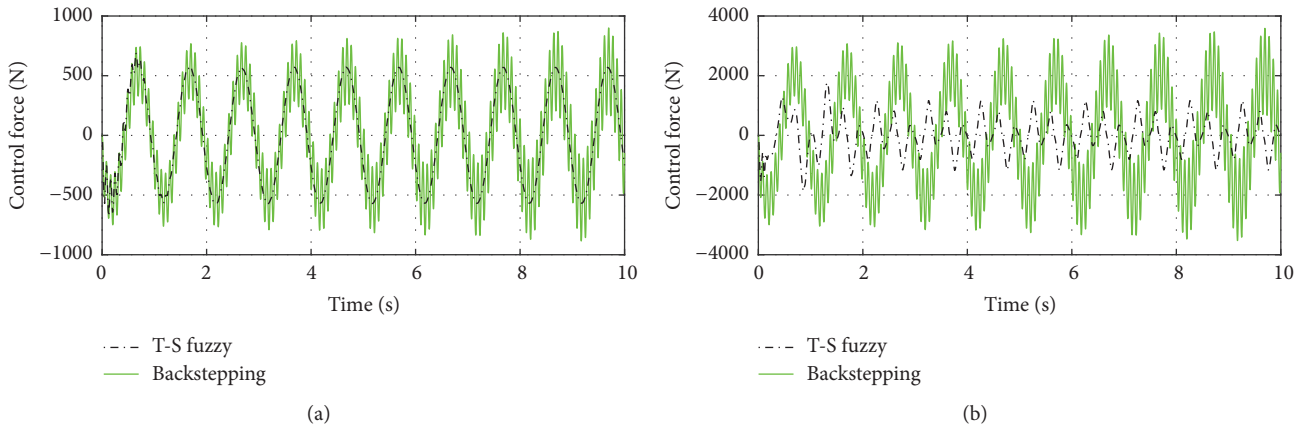 Control force (N)
1000
500
0
−500
−1000
0
2
4
6
8
10
Time (s)
T-S fuzzy
Backstepping
(a)
Control force (N)
4000
2000
0
−2000
−4000
0
2
4
6
8
10
Time (s)
T-S fuzzy
Backstepping
(b)